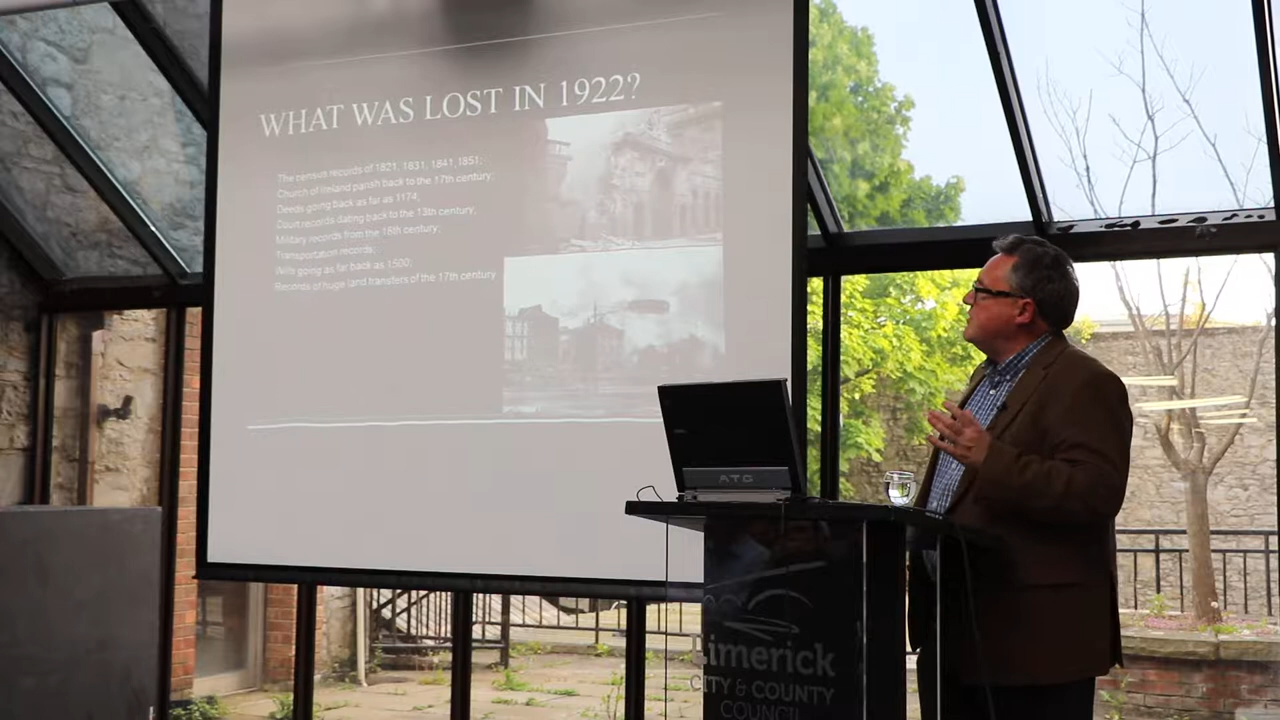 WHAT WAS LOST IN 1922?
The census records of 1821, 1831, 1841,1851;
Church of Ireland parish back to the 17th century;
Deeds going back as far as 1174;
Court records dating back to the 13th century;
Military records from the 18th century;
Transportation records;
Wills going as far back as 1500;
Records of huge land transfers of the 17th century
ATG
Limerick
CITY & COUNTY
COUNCIL